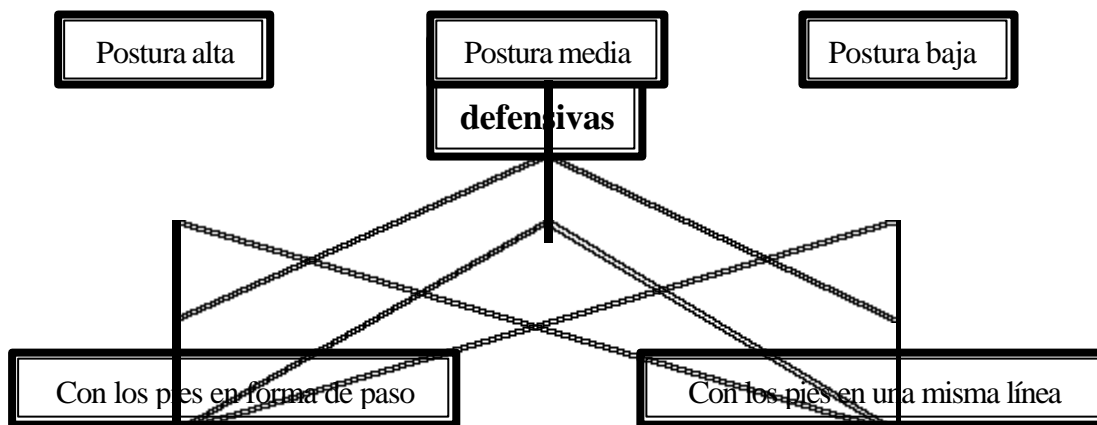 Postura alta
Postura media
Postura baja
defensivas
Con los pies en forma de paso
Con los pies en una misma línea